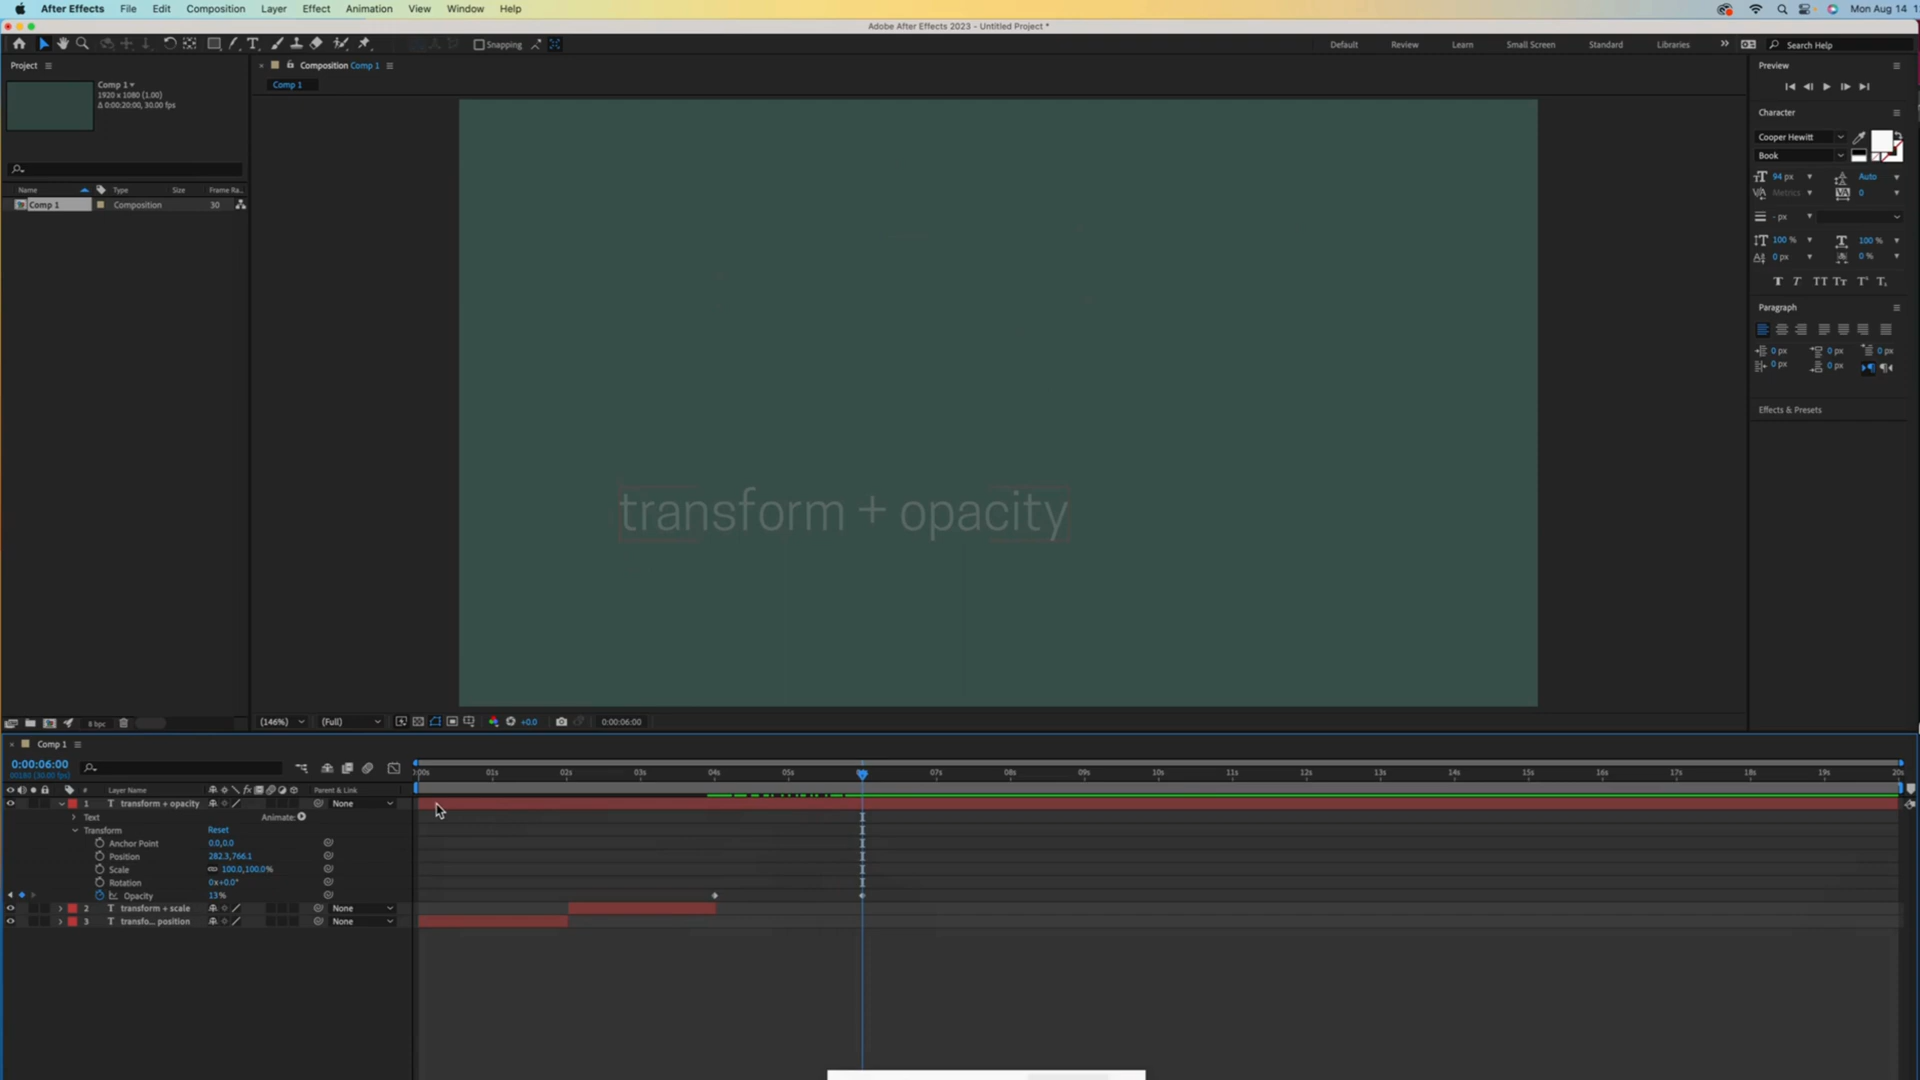 After Effects File Edit Composition Layer Effect Animation View Window Help Mon Aug 14
Adobe After Effects 2023 - Untitled Project *
Snapping Default Review Learn Small Screen Standard Libraries Search Help
Project
Comp 1
1920 x 1080 (1.00)
Δ 0:00:20:00, 30.00 fps
Name Type Size Frame Ra..
Comp 1 Composition 30
8 bpc
Composition Comp 1
Comp 1
transform + opacity
(146%) (Full) +0.0 0:00:06:00
Preview
Character
Cooper Hewitt
Book
94 px Auto
Metrics 0
- px
100 % 100 %
0 px 0 %
Paragraph
0 px 0 px 0 px
0 px 0 px
Effects & Presets
Comp 1
0:00:06:00
00180 (30.00 fps)
# Layer Name Parent & Link
:00s 01s 02s 03s 04s 05s 07s 08s 09s 10s 11s 12s 13s 14s 15s 16s 17s 18s 19s 20s
1 T transform + opacity None
Text Animate:
Transform Reset
Anchor Point 0.0,0.0
Position 282.3,766.1
Scale 100.0,100.0%
Rotation 0x+0.0°
Opacity 13%
2 T transform + scale None
3 T transfo... position None